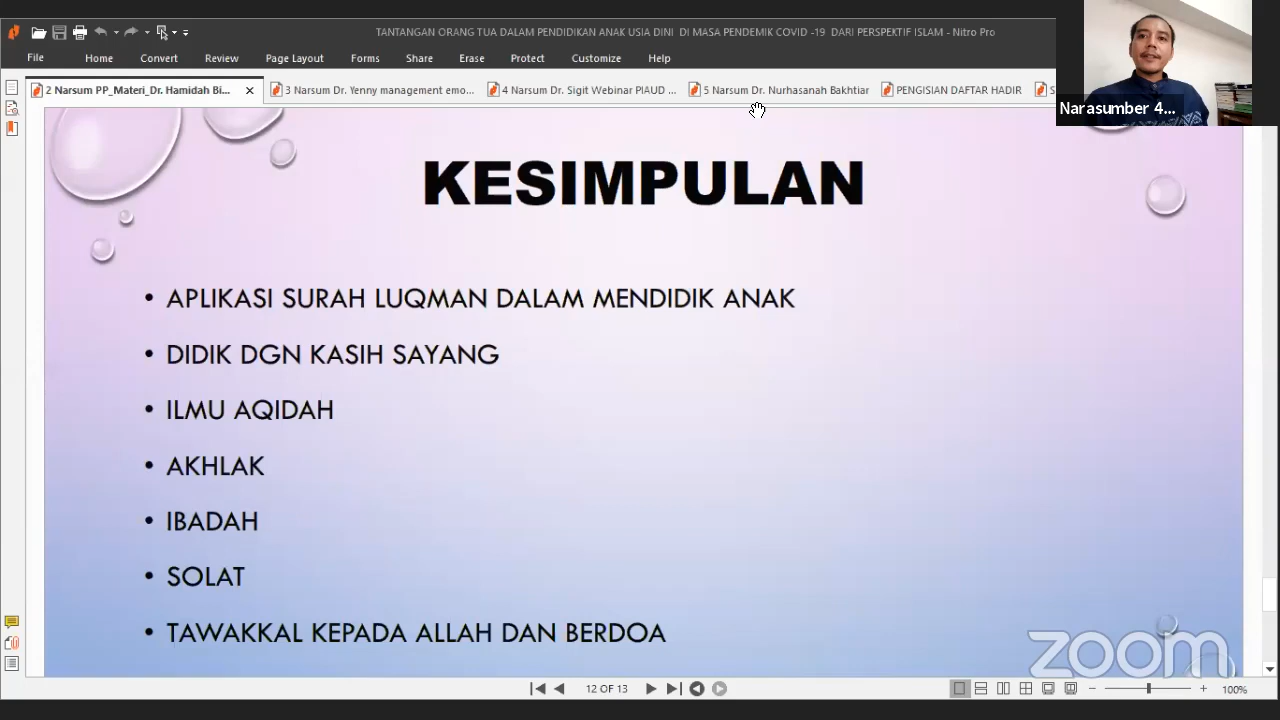 TANTANGAN ORANG TUA DALAM PENDIDIKAN ANAK USIA DINI DI MASA PENDEMIK COVID -19 DARI PERSPEKTIF ISLAM - Nitro Pro
File Home Convert Review Page Layout Forms Share Erase Protect Customize Help
2 Narsum PP_Materi_Dr. Hamidah Bi... 3 Narsum Dr. Yenny management emo... 4 Narsum Dr. Sigit Webinar PIAUD ... 5 Narsum Dr. Nurhasanah Bakhtiar PENGISIAN DAFTAR HADIR S
Narasumber 4...
KESIMPULAN
• APLIKASI SURAH LUQMAN DALAM MENDIDIK ANAK
• DIDIK DGN KASIH SAYANG
• ILMU AQIDAH
• AKHLAK
• IBADAH
• SOLAT
• TAWAKKAL KEPADA ALLAH DAN BERDOA
zoom
12 OF 13
100%